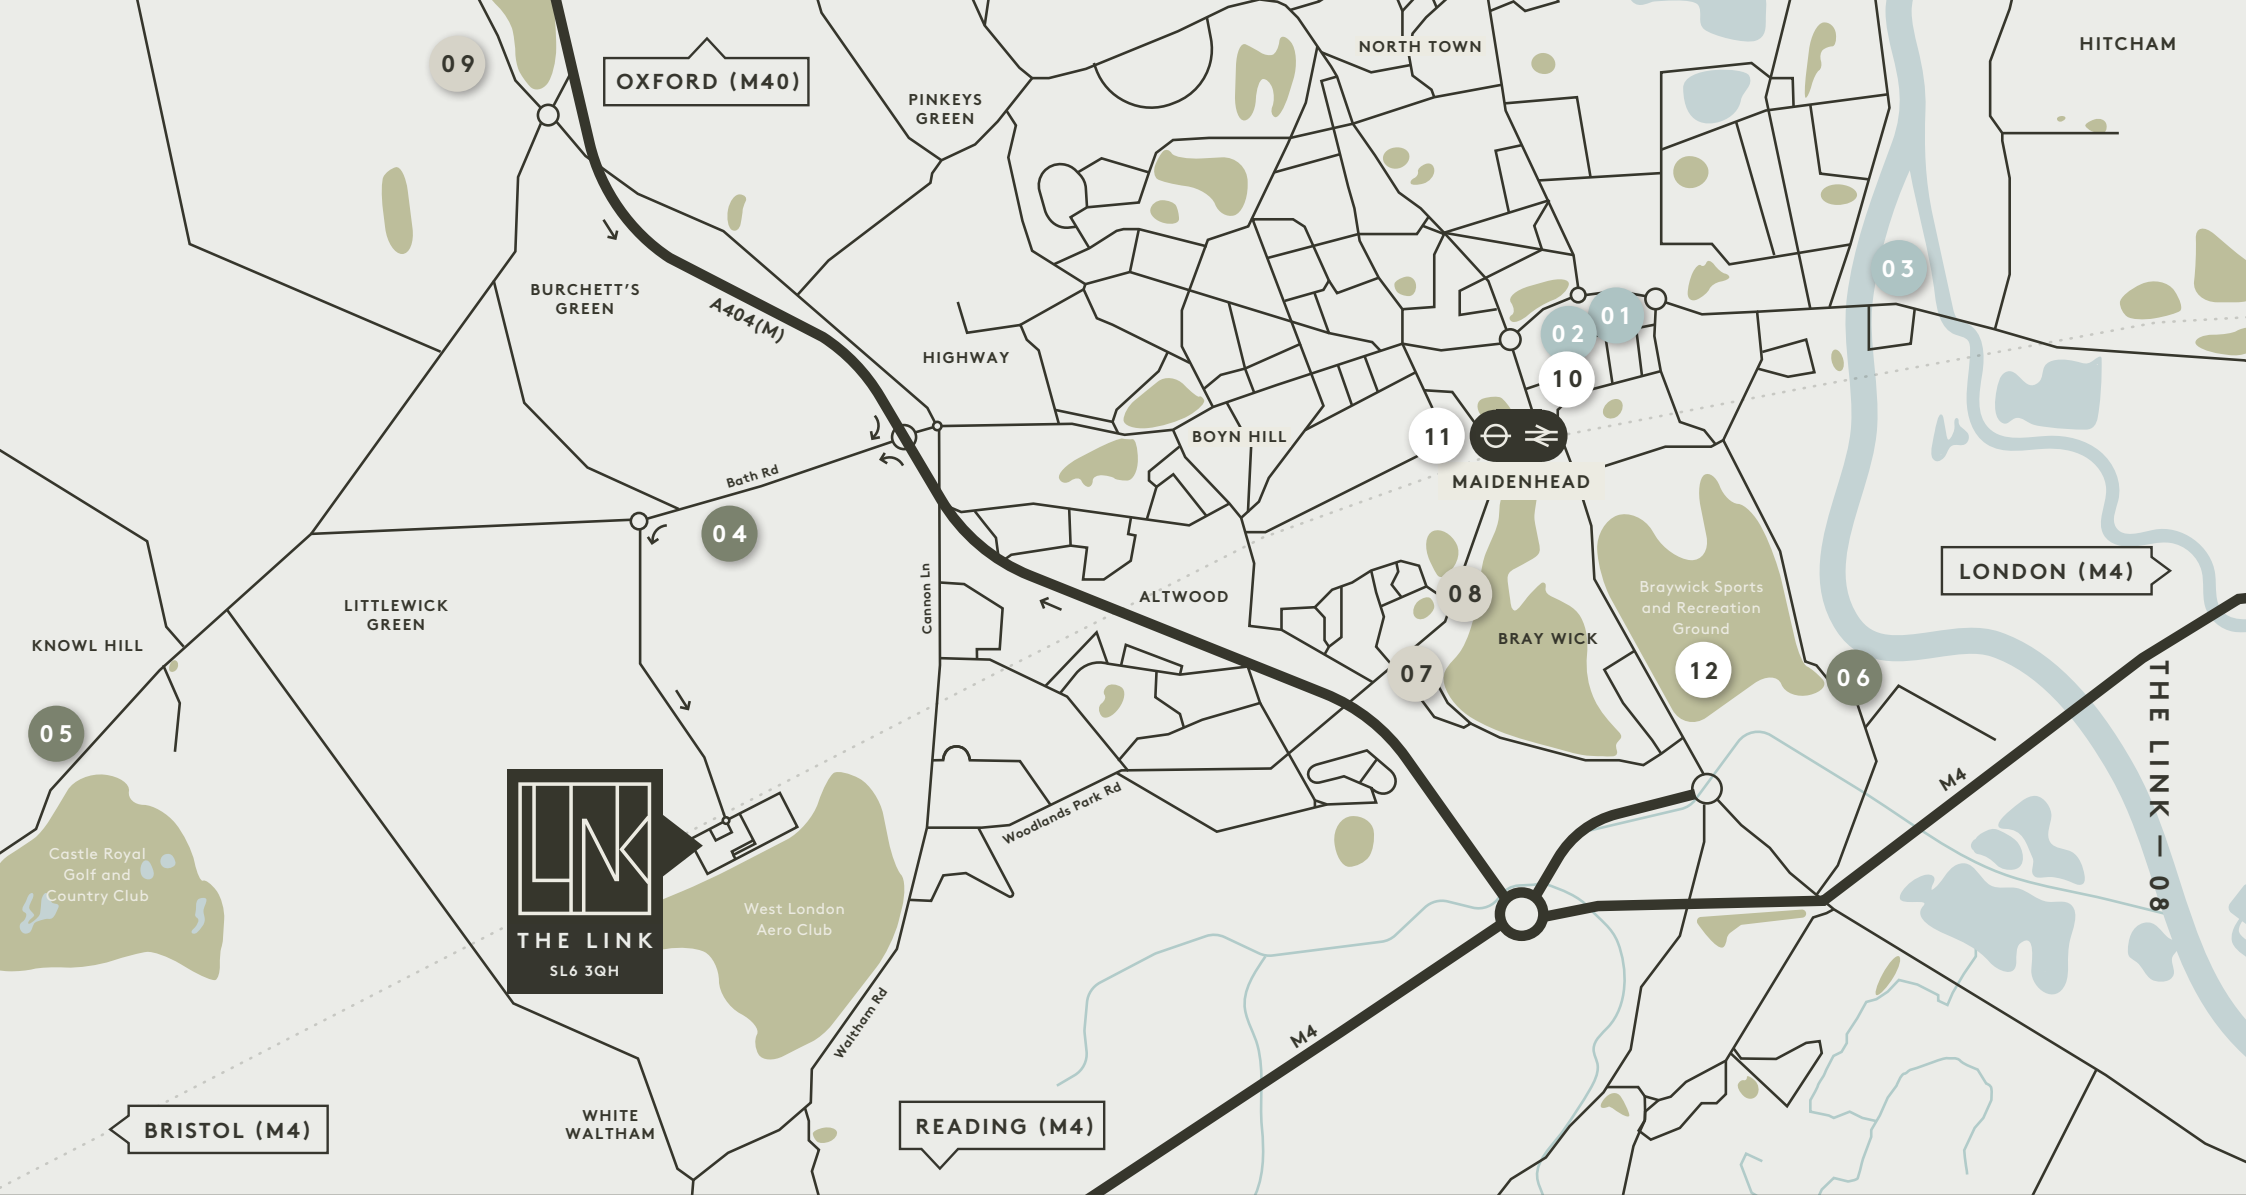 09
OXFORD (M40)
NORTH TOWN
HITCHAM
PINKEYS
GREEN
BURCHETT’S
GREEN
A404(M)
03
01
02
HIGHWAY
10
11
BOYN HILL
MAIDENHEAD
Bath Rd
04
LONDON (M4)
Cannon Ln
ALTWOOD
08
Braywick Sports
and Recreation
Ground
LITTLEWICK
GREEN
KNOWL HILL
BRAY WICK
07
12
06
05
THE LINK — 08
M4
Woodlands Park Rd
Castle Royal
Golf and
Country Club
LINK
THE LINK
SL6 3QH
West London
Aero Club
Waltham Rd
M4
WHITE
WALTHAM
BRISTOL (M4)
READING (M4)